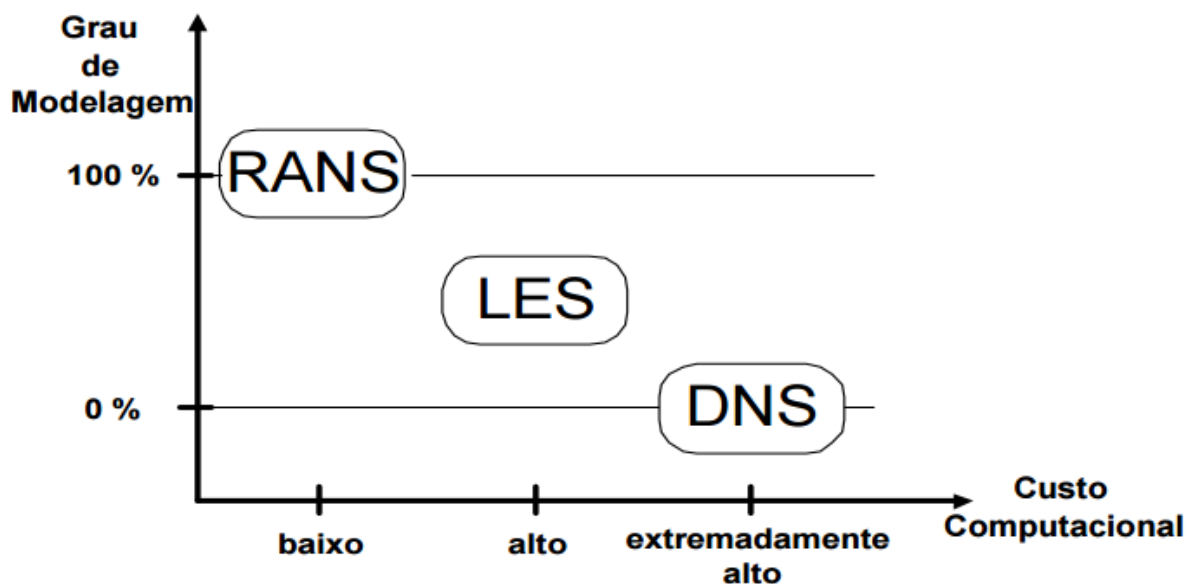 Grau
de
Modelagem
100 %
RANS
LES
0 %
DNS
baixo
alto
extremadamente
alto
Custo
Computacional